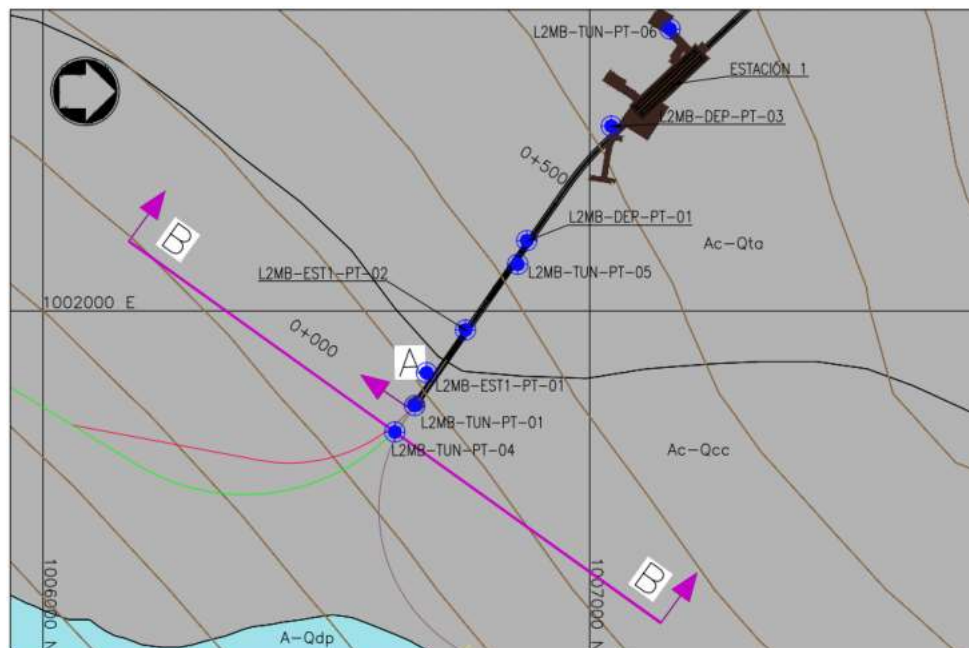 L2MB-TUN-PT-06
ESTACIÓN 1
L2MB-DEP-PT-03
0+500
L2MB-DEP-PT-01
B
Ac-Qta
L2MB-EST1-PT-02
L2MB-TUN-PT-05
1002000 E
0+000
A
L2MB-EST1-PT-01
L2MB-TUN-PT-01
L2MB-TUN-PT-04
Ac-Qcc
B
1006000 N
1007000 N
A-Qdp